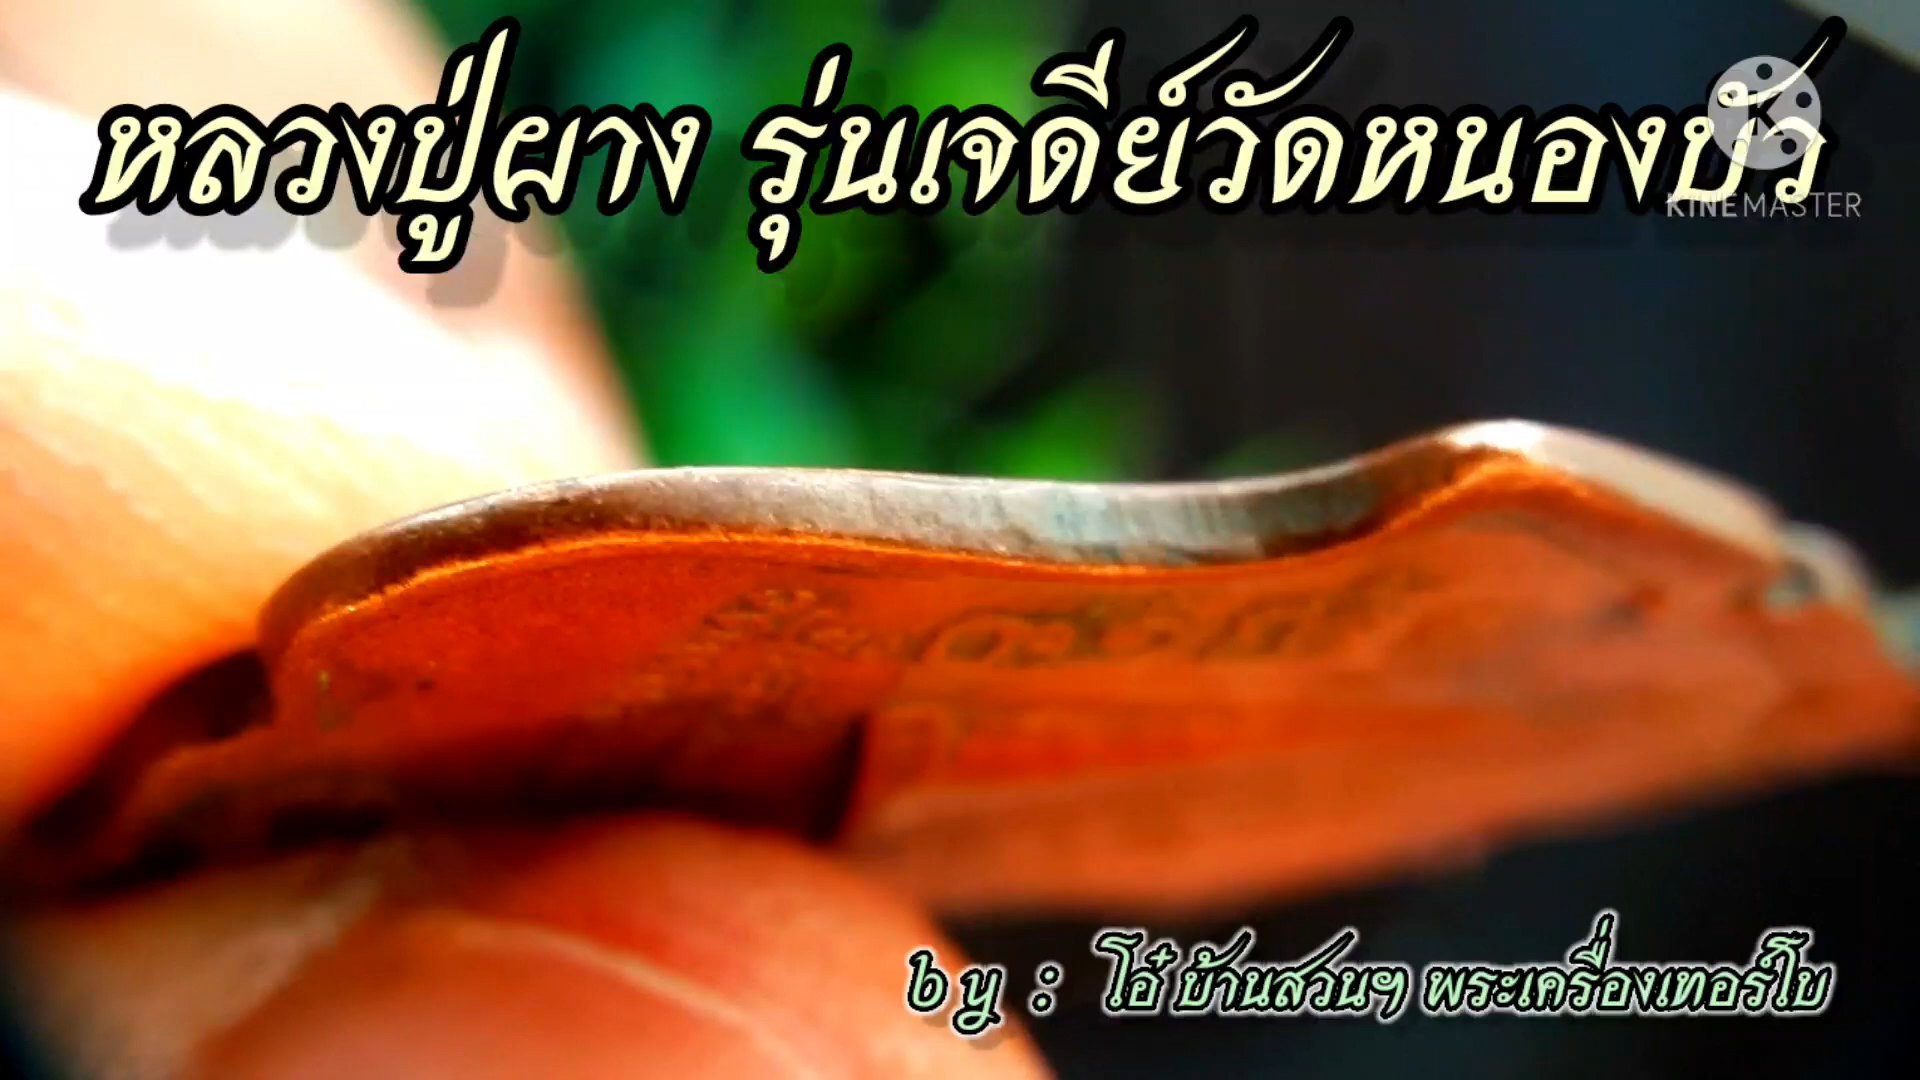 หลวงปู่ผาง รุ่นเจดีย์วัดหนองบัว
KINEMASTER
by : โอ๋ บ้านสวนฯ พระเครื่องเทอร์โบ